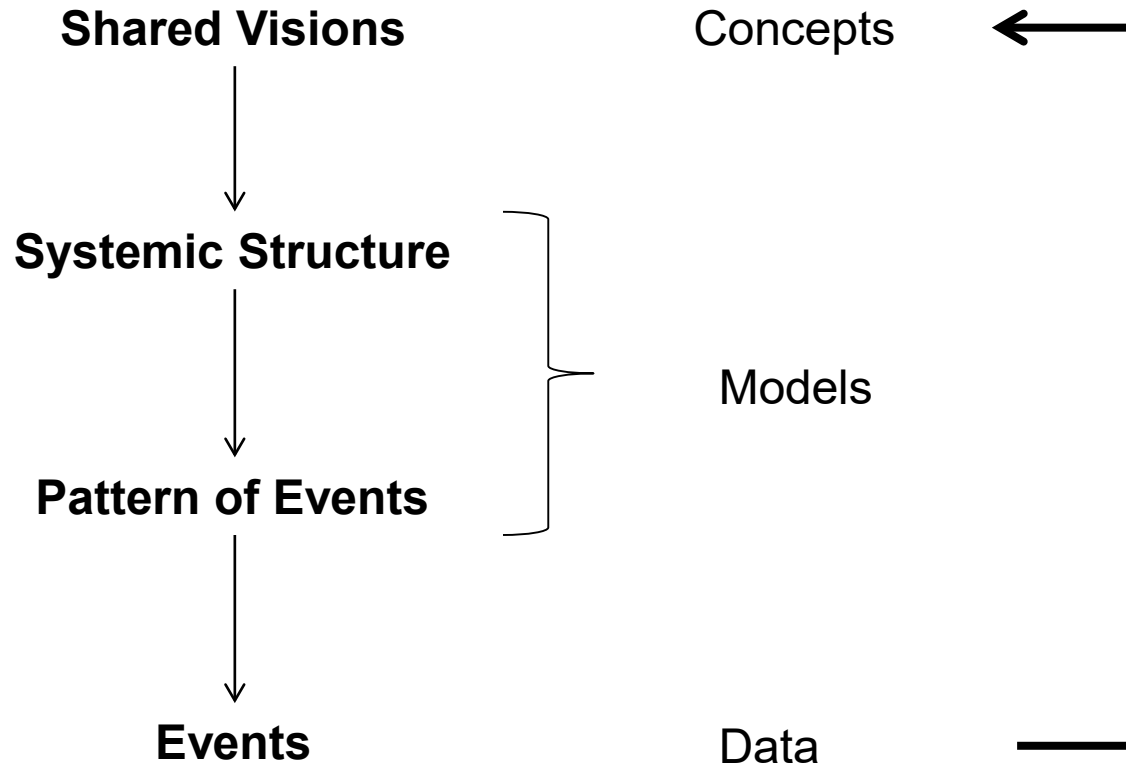 Shared Visions
Concepts
Systemic Structure
Models
Pattern of Events
Events
Data